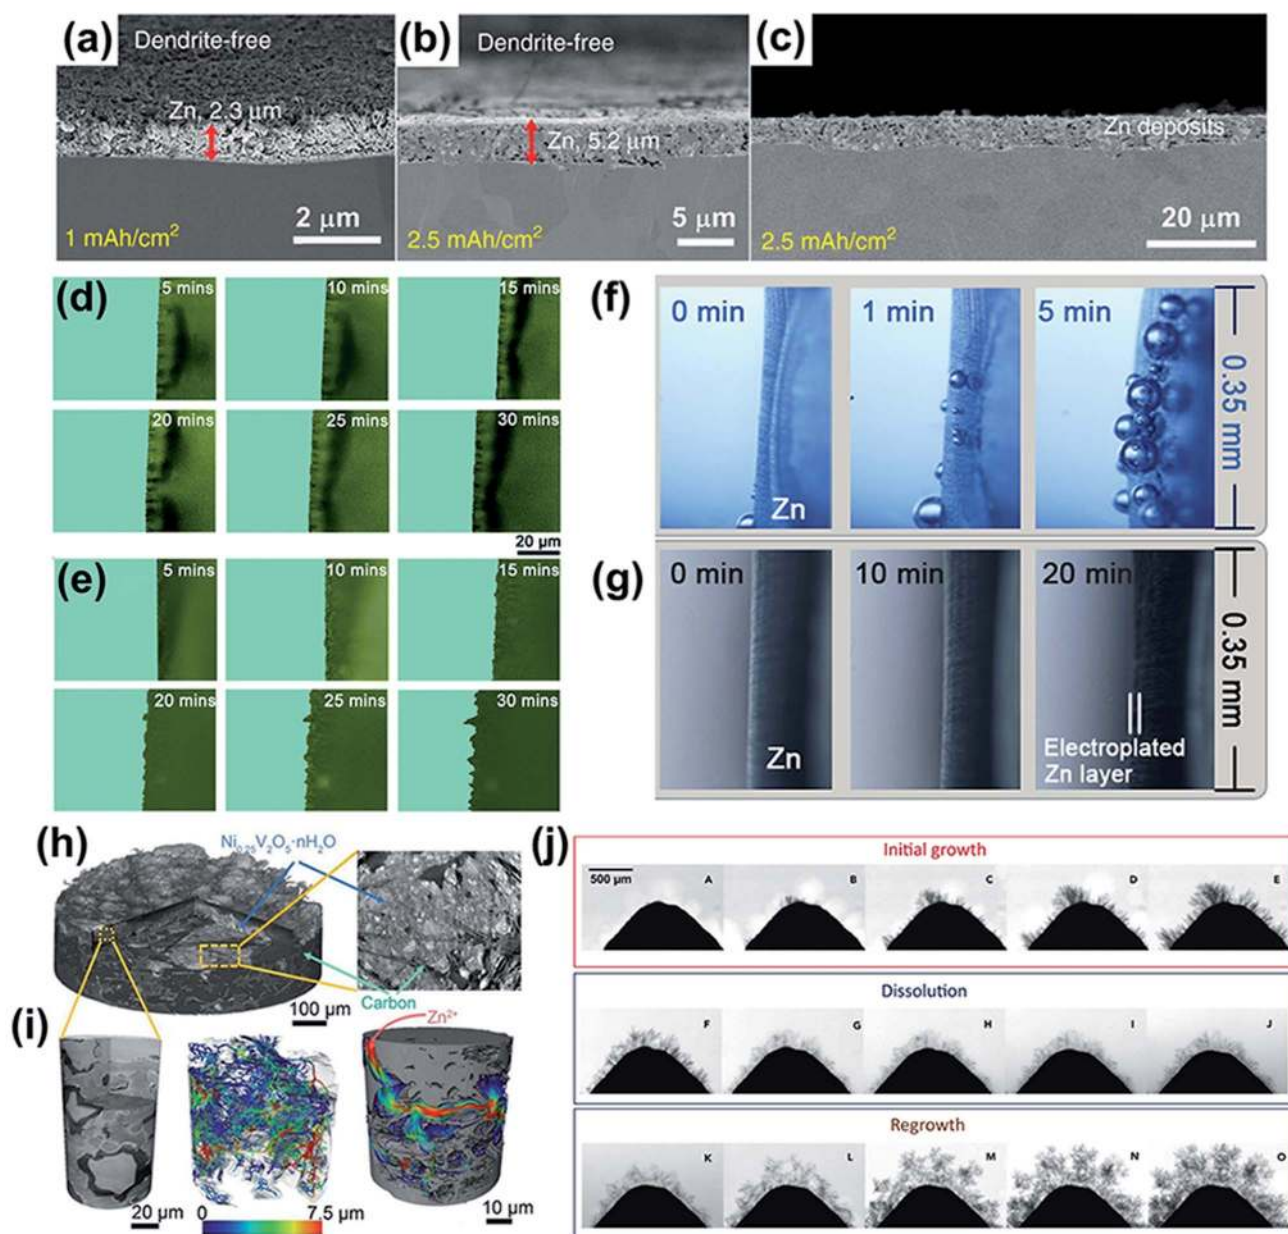 (a)
Dendrite-free
Zn, 2.3 μm
2 μm
1 mAh/cm²
(b)
Dendrite-free
Zn, 5.2 μm
5 μm
2.5 mAh/cm²
(c)
Zn deposits
20 μm
2.5 mAh/cm²
(d)
5 mins
10 mins
15 mins
20 mins
25 mins
30 mins
20 μm
(e)
5 mins
10 mins
15 mins
20 mins
25 mins
30 mins
(f)
0 min
1 min
5 min
Zn
0.35 mm
(g)
0 min
10 min
20 min
Zn
Electroplated
Zn layer
0.35 mm
(h)
Ni₀.₂₅V₂O₅·nH₂O
Carbon
100 μm
(i)
Zn²⁺
20 μm
0
7.5 μm
10 μm
(j)
Initial growth
500 μm
A
B
C
D
E
Dissolution
F
G
H
I
J
Regrowth
K
L
M
N
O